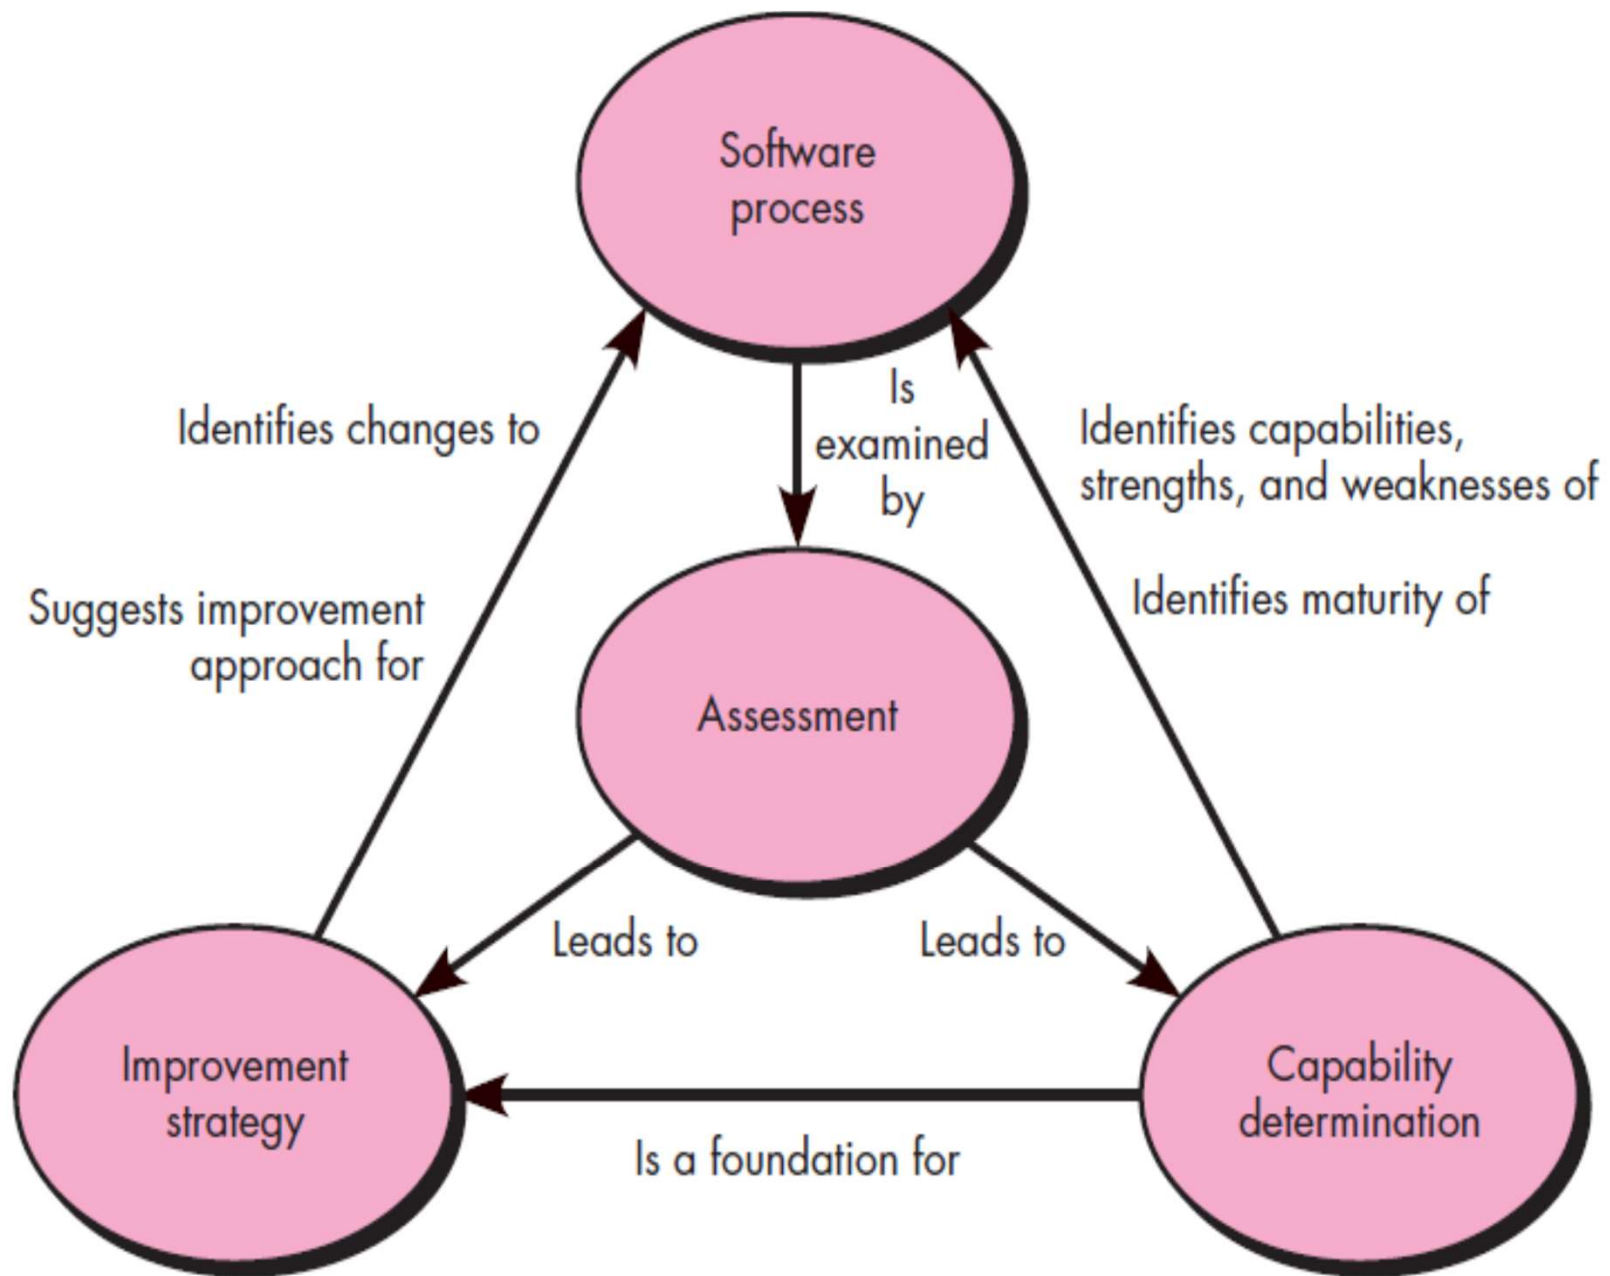 Software
process
Is
examined
by
Identifies changes to
Identifies capabilities,
strengths, and weaknesses of
Suggests improvement
approach for
Identifies maturity of
Assessment
Leads to
Leads to
Improvement
strategy
Capability
determination
Is a foundation for